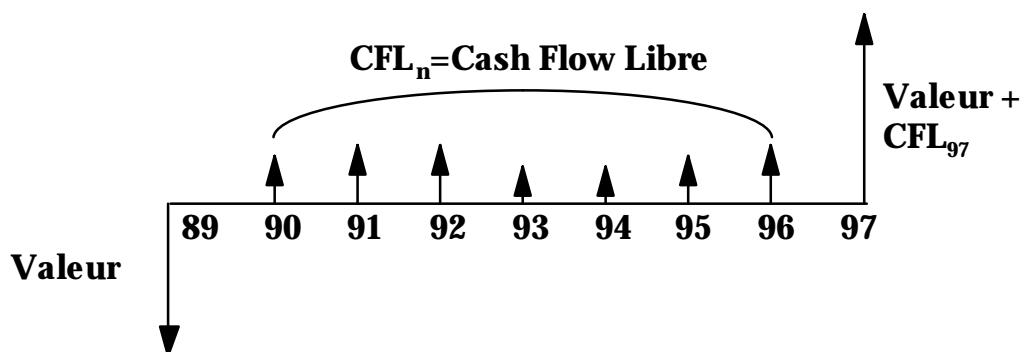 CFLn=Cash Flow Libre
Valeur +
CFL97
89 90 91 92 93 94 95 96 97
Valeur